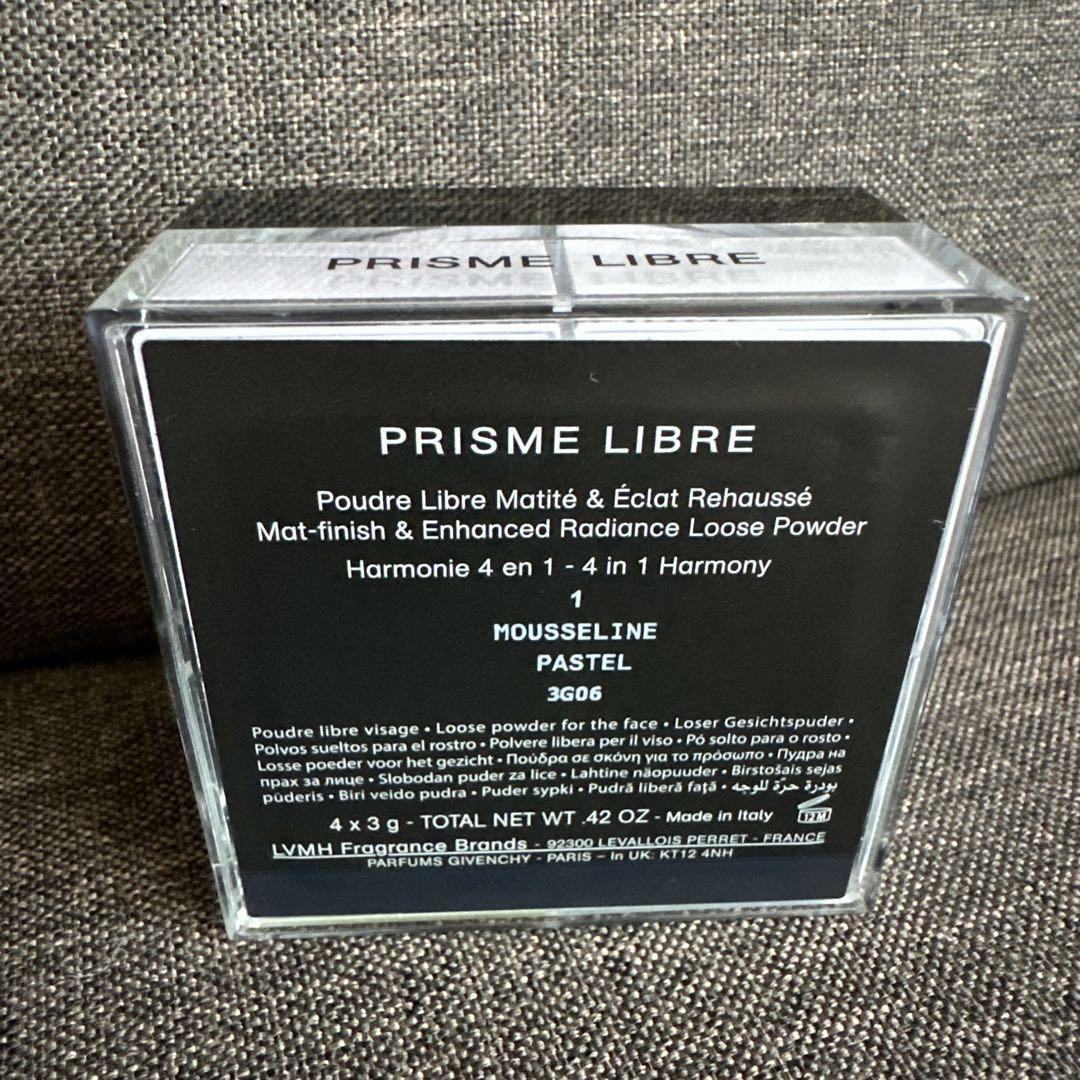 PRISME LIBRE
PRISME LIBRE
Poudre Libre Matité & Éclat Rehaussé
Mat-finish & Enhanced Radiance Loose Powder
Harmonie 4 en 1 - 4 in 1 Harmony
1
MOUSSELINE
PASTEL
3G06
Poudre libre visage • Loose powder for the face • Loser Gesichtspuder •
Polvos sueltos para el rostro • Polvere libera per il viso • Pó solto para o rosto •
Losse poeder voor het gezicht • Πούδρα σε σκόνη για το πρόσωπο • Пудра на
прах за лице • Slobodan puder za lice • Lahtine näopuuder • Birstošais sejas
pūderis • Biri veido pudra • Puder sypki • Pudră liberă față • بودرة حرّة للوجه
4 x 3 g - TOTAL NET WT .42 OZ - Made in Italy
12M
LVMH Fragrance Brands - 92300 LEVALLOIS PERRET - FRANCE
PARFUMS GIVENCHY - PARIS – In UK: KT12 4NH